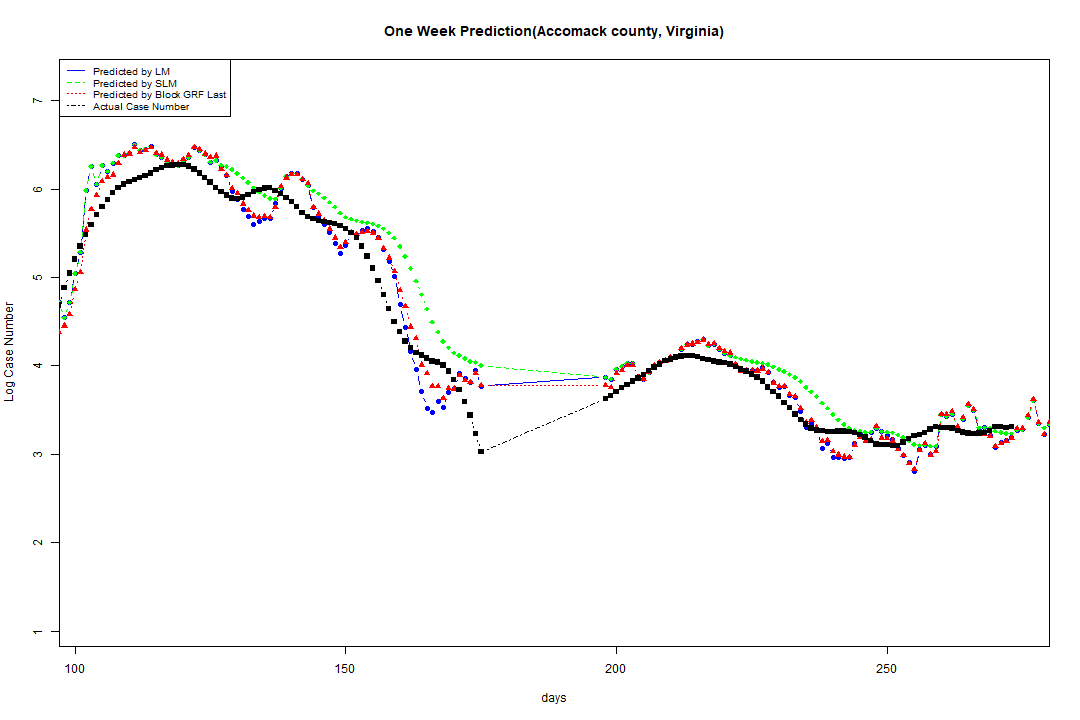 One Week Prediction(Accomack county, Virginia)
Predicted by LM
Predicted by SLM
Predicted by Block GRF Last
Actual Case Number
7
6
5
4
3
2
1
Log Case Number
100 150 200 250
days